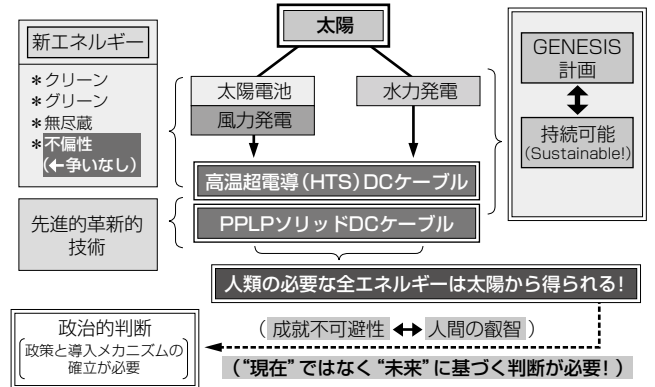 太陽
新エネルギー
＊クリーン
＊グリーン
＊無尽蔵
＊不偏性
（←争いなし）
太陽電池
風力発電
水力発電
GENESIS
計画
持続可能
(Sustainable!)
高温超電導（HTS）DCケーブル
先進的革新的
技術
PPLPソリッドDCケーブル
人類の必要な全エネルギーは太陽から得られる！
政治的判断
政策と導入メカニズムの
確立が必要
（成就不可避性 ↔ 人間の叡智）
（“現在”ではなく“未来”に基づく判断が必要！）